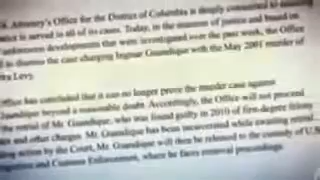 Attorney's Office for the District of Columbia is deeply committed to
is served in all of its cases. Today, in the interests of justice and based on
developments that were investigated over the past week, the Office
to dismiss the case charging Ingmar Guandique with the May 2001 murder of
Levy.
office has concluded that it can no longer prove the murder case against
Guandique beyond a reasonable doubt. Accordingly, the Office will not proceed
retrial of Mr. Guandique, who was found guilty in 2010 of first-degree felony
and other charges. Mr. Guandique has been incarcerated while awaiting retrial
action by the Court, Mr. Guandique will then be released to the custody of U.S.
and Customs Enforcement, where he faces removal proceedings.